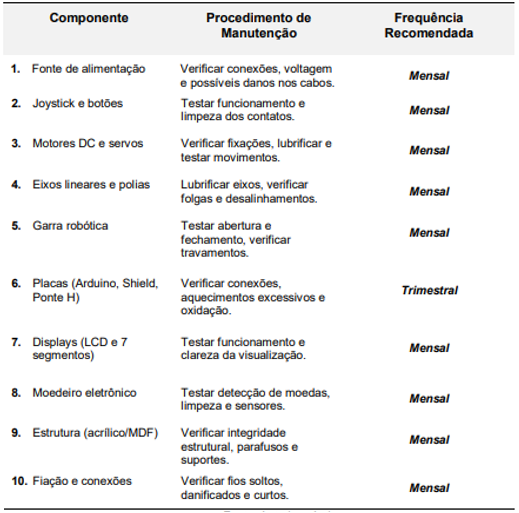 Componente
Procedimento de
Manutenção
Frequência
Recomendada
1. Fonte de alimentação
Verificar conexões, voltagem
e possíveis danos nos cabos.
Mensal
2. Joystick e botões
Testar funcionamento e
limpeza dos contatos.
Mensal
3. Motores DC e servos
Verificar fixações, lubrificar e
testar movimentos.
Mensal
4. Eixos lineares e polias
Lubrificar eixos, verificar
folgas e desalinhamentos.
Mensal
5. Garra robótica
Testar abertura e
fechamento, verificar
travamentos.
Mensal
6. Placas (Arduino, Shield,
Ponte H)
Verificar conexões,
aquecimentos excessivos e
oxidação.
Trimestral
7. Displays (LCD e 7
segmentos)
Testar funcionamento e
clareza da visualização.
Mensal
8. Moedeiro eletrônico
Testar detecção de moedas,
limpeza e sensores.
Mensal
9. Estrutura (acrílico/MDF)
Verificar integridade
estrutural, parafusos e
suportes.
Mensal
10. Fiação e conexões
Verificar fios soltos,
danificados e curtos.
Mensal